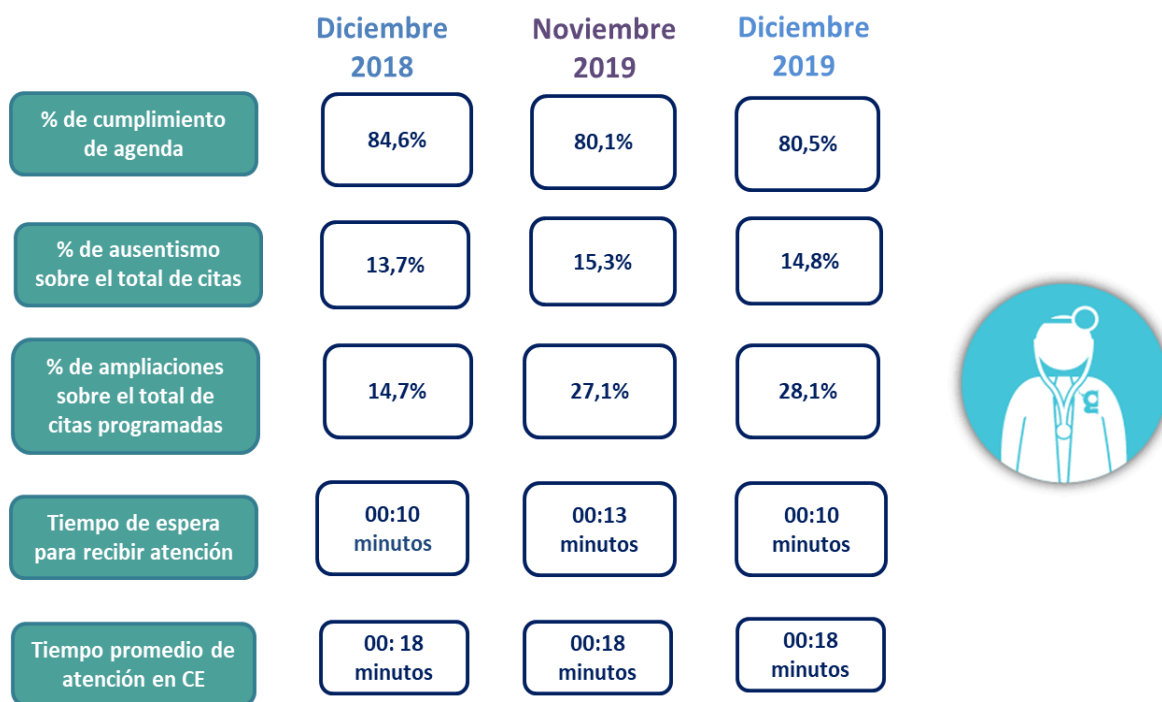 Diciembre
2018
Noviembre
2019
Diciembre
2019
% de cumplimiento
de agenda
84,6%
80,1%
80,5%
% de ausentismo
sobre el total de citas
13,7%
15,3%
14,8%
% de ampliaciones
sobre el total de
citas programadas
14,7%
27,1%
28,1%
Tiempo de espera
para recibir atención
00:10
minutos
00:13
minutos
00:10
minutos
Tiempo promedio de
atención en CE
00: 18
minutos
00:18
minutos
00:18
minutos
g